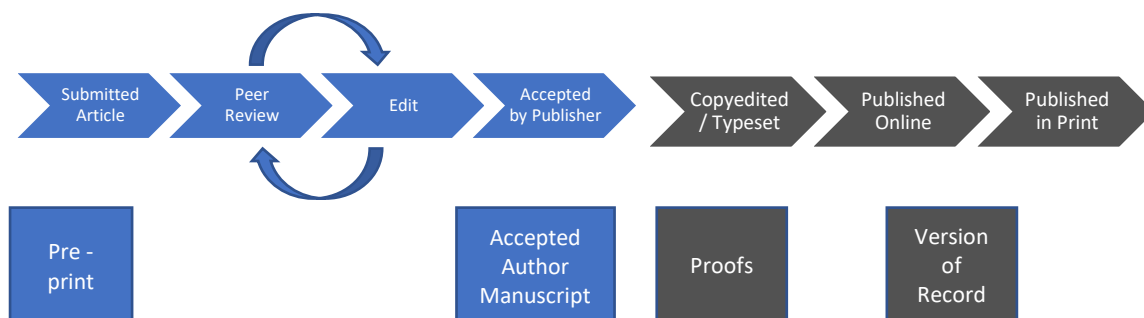 Submitted
Article
Peer
Review
Edit
Accepted
by Publisher
Copyedited
/ Typeset
Published
Online
Published
in Print
Pre -
print
Accepted
Author
Manuscript
Proofs
Version
of
Record